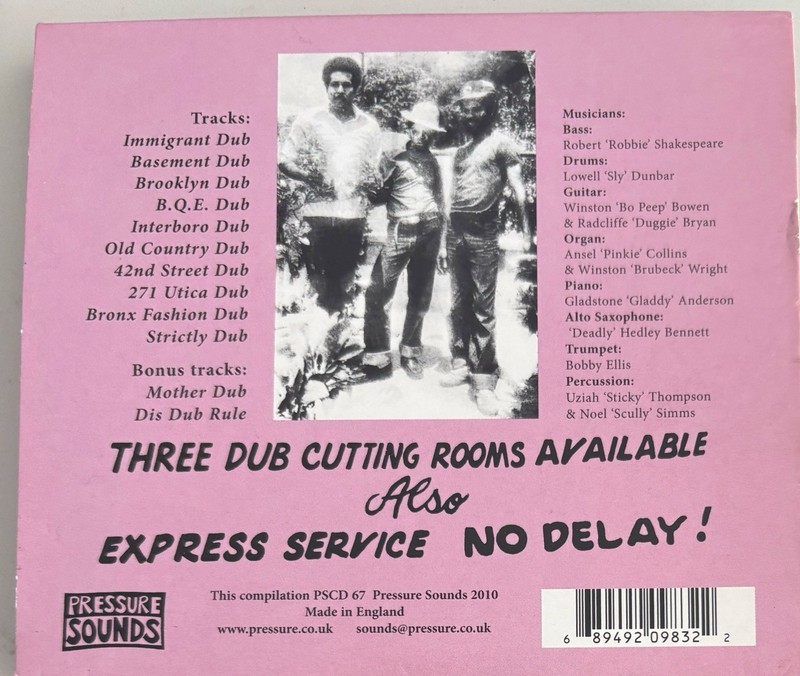 Tracks:
Immigrant Dub
Basement Dub
Brooklyn Dub
B.Q.E. Dub
Interboro Dub
Old Country Dub
42nd Street Dub
271 Utica Dub
Bronx Fashion Dub
Strictly Dub
Bonus tracks:
Mother Dub
Dis Dub Rule
Musicians:
Bass:
Robert 'Robbie' Shakespeare
Drums:
Lowell 'Sly' Dunbar
Guitar:
Winston 'Bo Peep' Bowen
& Radcliffe 'Duggie' Bryan
Organ:
Ansel 'Pinkie' Collins
& Winston 'Brubeck' Wright
Piano:
Gladstone 'Gladdy' Anderson
Alto Saxophone:
'Deadly' Hedley Bennett
Trumpet:
Bobby Ellis
Percussion:
Uziah 'Sticky' Thompson
& Noel 'Scully' Simms
THREE DUB CUTTING ROOMS AVAILABLE
Also
EXPRESS SERVICE NO DELAY!
PRESSURE
SOUNDS
This compilation PSCD 67 Pressure Sounds 2010
Made in England
www.pressure.co.uk sounds@pressure.co.uk
6 89492 09832 2